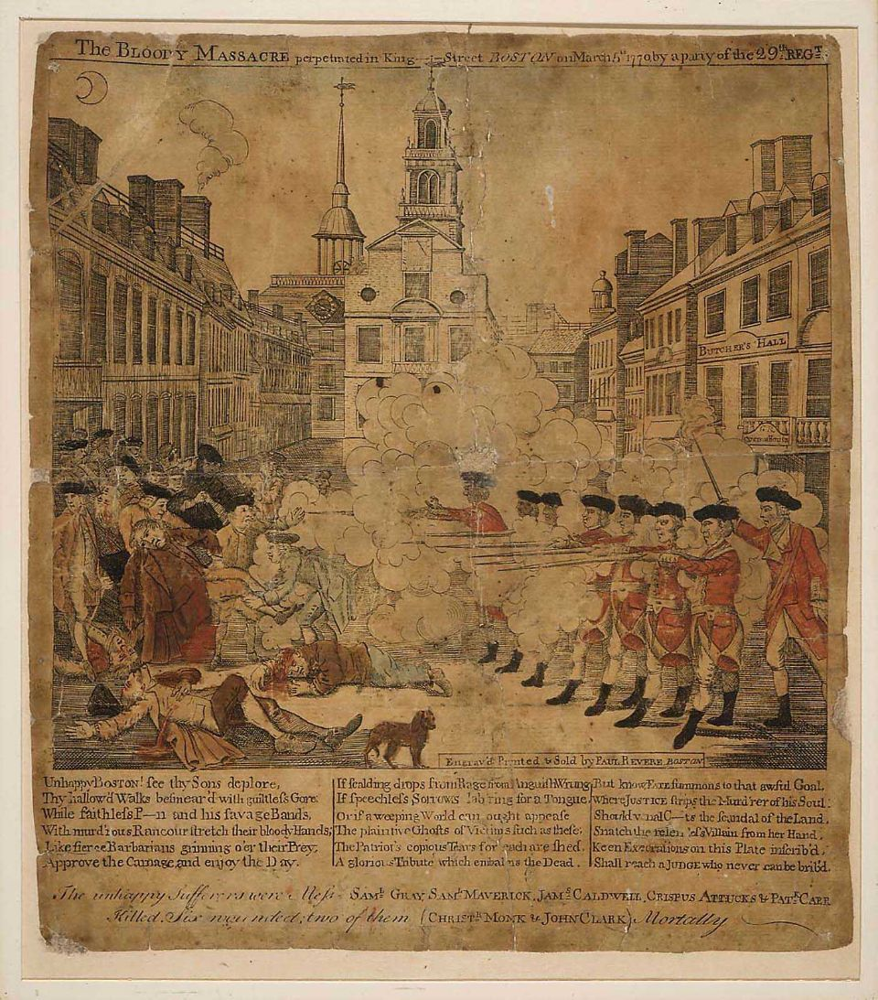 The BLOODY MASSACRE perpetrated in King Street BOSTON on March 5th 1770, by a party of the 29th REGT.
BUTCHER'S HALL
Engrav'd Printed & Sold by PAUL REVERE BOSTON
Unhappy BOSTON! see thy Sons deplore,
Thy hallow'd Walks besmear'd with guiltless Gore:
While faithless P—n and his savage Bands,
With murd'rous Rancour stretch their bloody Hands;
Like fierce Barbarians grinning o'er their Prey,
Approve the Carnage, and enjoy the Day.
If scalding drops from Rage from Anguish Wrung
If speechless Sorrows lab'ring for a Tongue,
Or if a weeping World can ought appease
The plaintive Ghosts of Victims such as these;
The Patriot's copious Tears for each are shed,
A glorious Tribute which embalms the Dead.
But know, FATE summons to that awful Goal,
Where JUSTICE strips the Murd'rer of his Soul:
Should venal C—ts the scandal of the Land,
Snatch the relentless Villain from her Hand,
Keen Execrations on this Plate inscrib'd,
Shall reach a JUDGE who never can be brib'd.
The unhappy Sufferers were Messs. SAML. GRAY, SAML. MAVERICK, JAMS. CALDWELL, CRISPUS ATTUCKS & PATK. CARR
Killed. Six wounded; two of them (CHRISTR. MONK & JOHN CLARK) Mortally